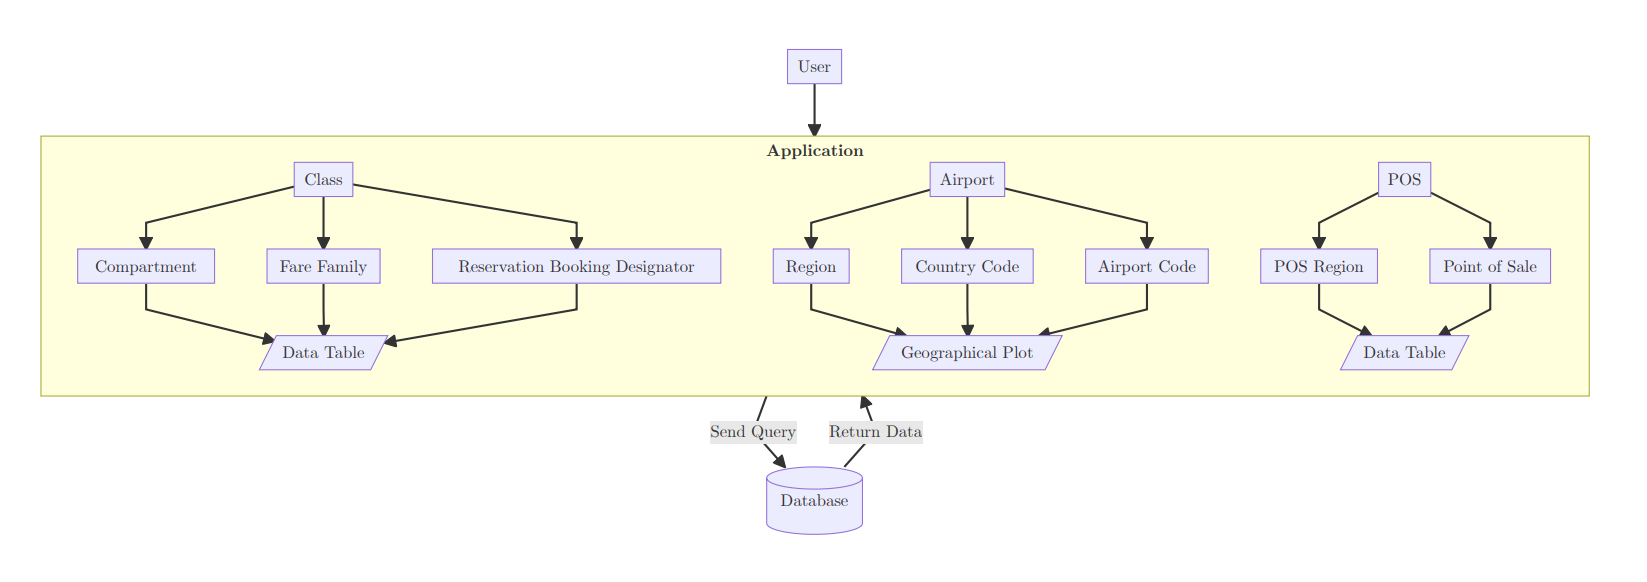 User
Application
Class
Airport
POS
Compartment
Fare Family
Reservation Booking Designator
Region
Country Code
Airport Code
POS Region
Point of Sale
Data Table
Geographical Plot
Data Table
Send Query
Return Data
Database